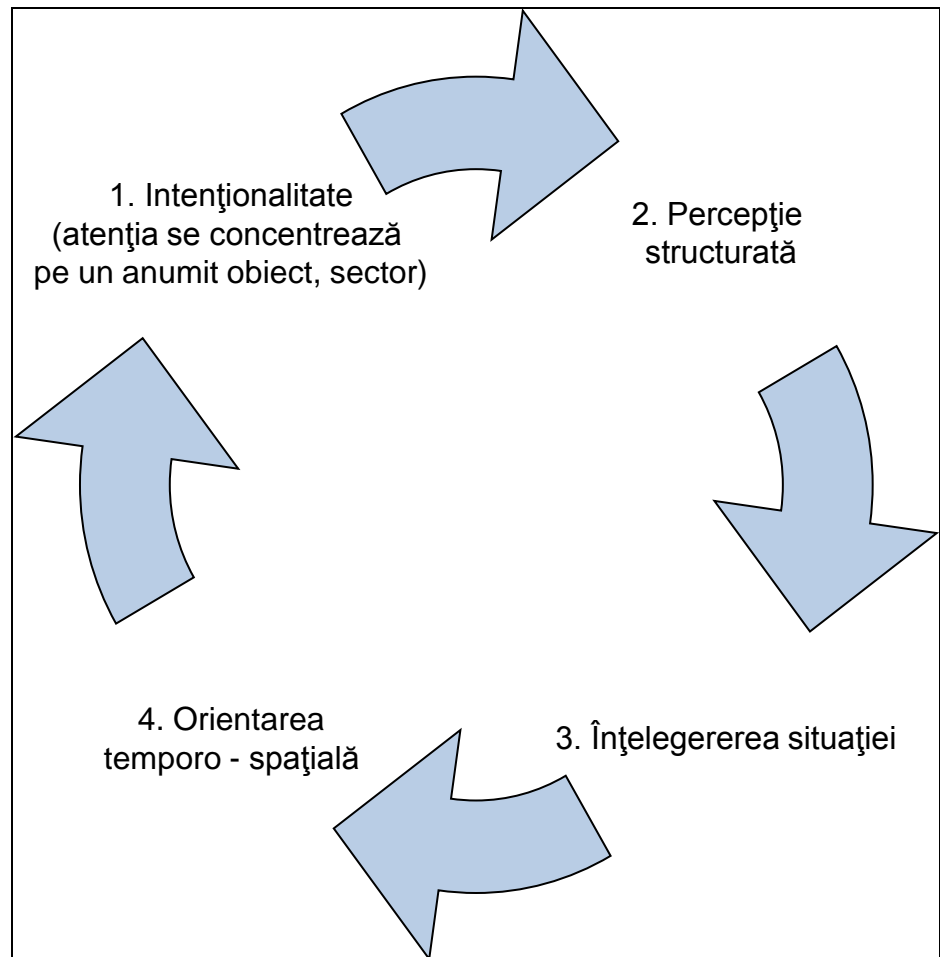 1. Intenţionalitate
(atenţia se concentrează
pe un anumit obiect, sector)
2. Percepţie
structurată
3. Înţelegererea situaţiei
4. Orientarea
temporo - spaţială